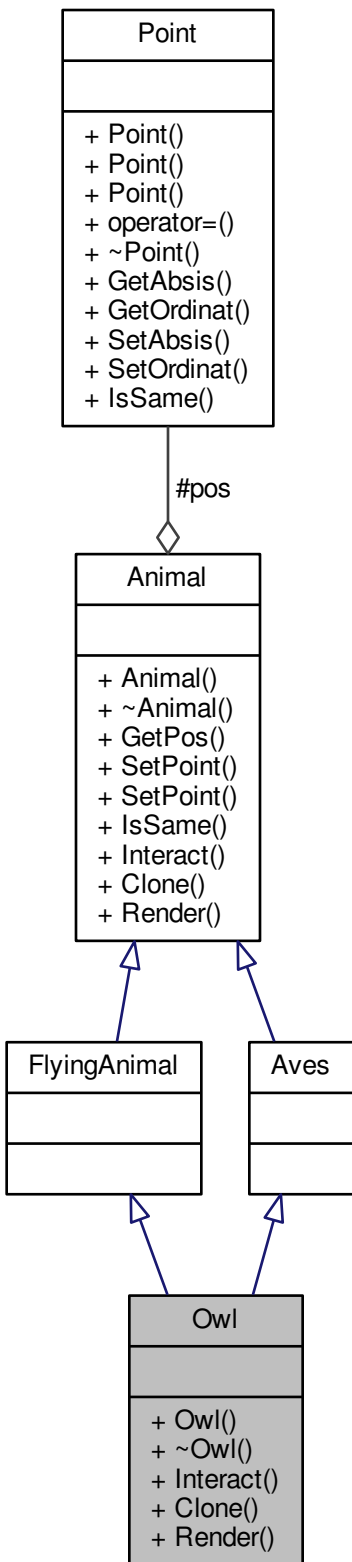 Point
+ Point()
+ Point()
+ Point()
+ operator=()
+ ~Point()
+ GetAbsis()
+ GetOrdinat()
+ SetAbsis()
+ SetOrdinat()
+ IsSame()
#pos
Animal
+ Animal()
+ ~Animal()
+ GetPos()
+ SetPoint()
+ SetPoint()
+ IsSame()
+ Interact()
+ Clone()
+ Render()
FlyingAnimal
Aves
Owl
+ Owl()
+ ~Owl()
+ Interact()
+ Clone()
+ Render()